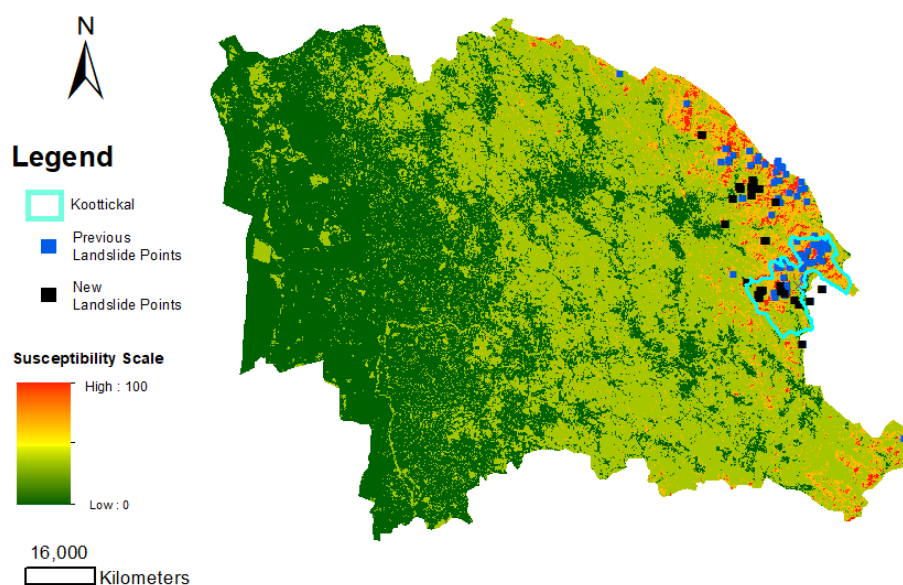 N
Legend
Koottickal
Previous
Landslide Points
New
Landslide Points
Susceptibility Scale
High : 100
Low : 0
16,000
Kilometers